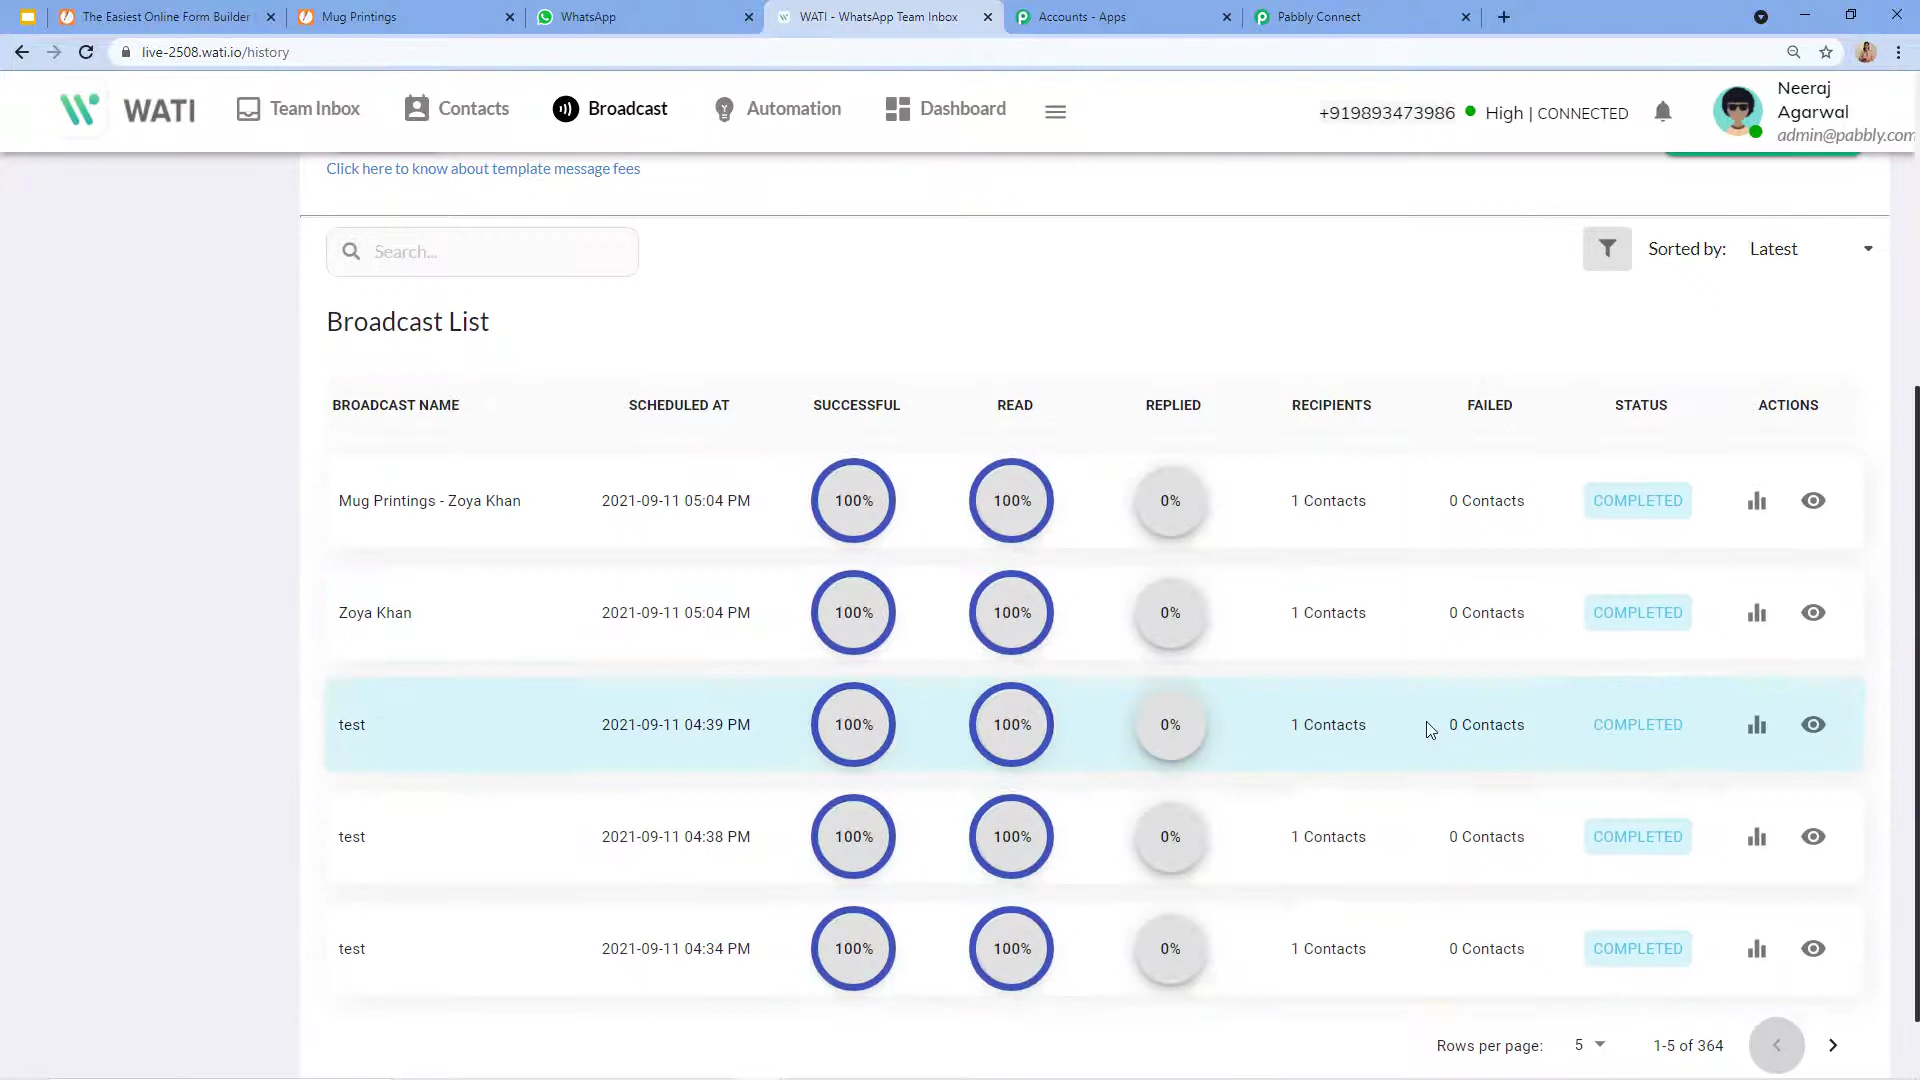 The Easiest Online Form Builder
Mug Printings
WhatsApp
WATI - WhatsApp Team Inbox
Accounts - Apps
Pabbly Connect
live-2508.wati.io/history
WATI
Team Inbox
Contacts
Broadcast
Automation
Dashboard
+919893473986
High | CONNECTED
Neeraj
Agarwal
admin@pabbly.com
Click here to know about template message fees
Search...
Sorted by: Latest
Broadcast List
BROADCAST NAME SCHEDULED AT SUCCESSFUL READ REPLIED RECIPIENTS FAILED STATUS ACTIONS
Mug Printings - Zoya Khan 2021-09-11 05:04 PM 100% 100% 0% 1 Contacts 0 Contacts COMPLETED
Zoya Khan 2021-09-11 05:04 PM 100% 100% 0% 1 Contacts 0 Contacts COMPLETED
test 2021-09-11 04:39 PM 100% 100% 0% 1 Contacts 0 Contacts COMPLETED
test 2021-09-11 04:38 PM 100% 100% 0% 1 Contacts 0 Contacts COMPLETED
test 2021-09-11 04:34 PM 100% 100% 0% 1 Contacts 0 Contacts COMPLETED
Rows per page: 5 1-5 of 364